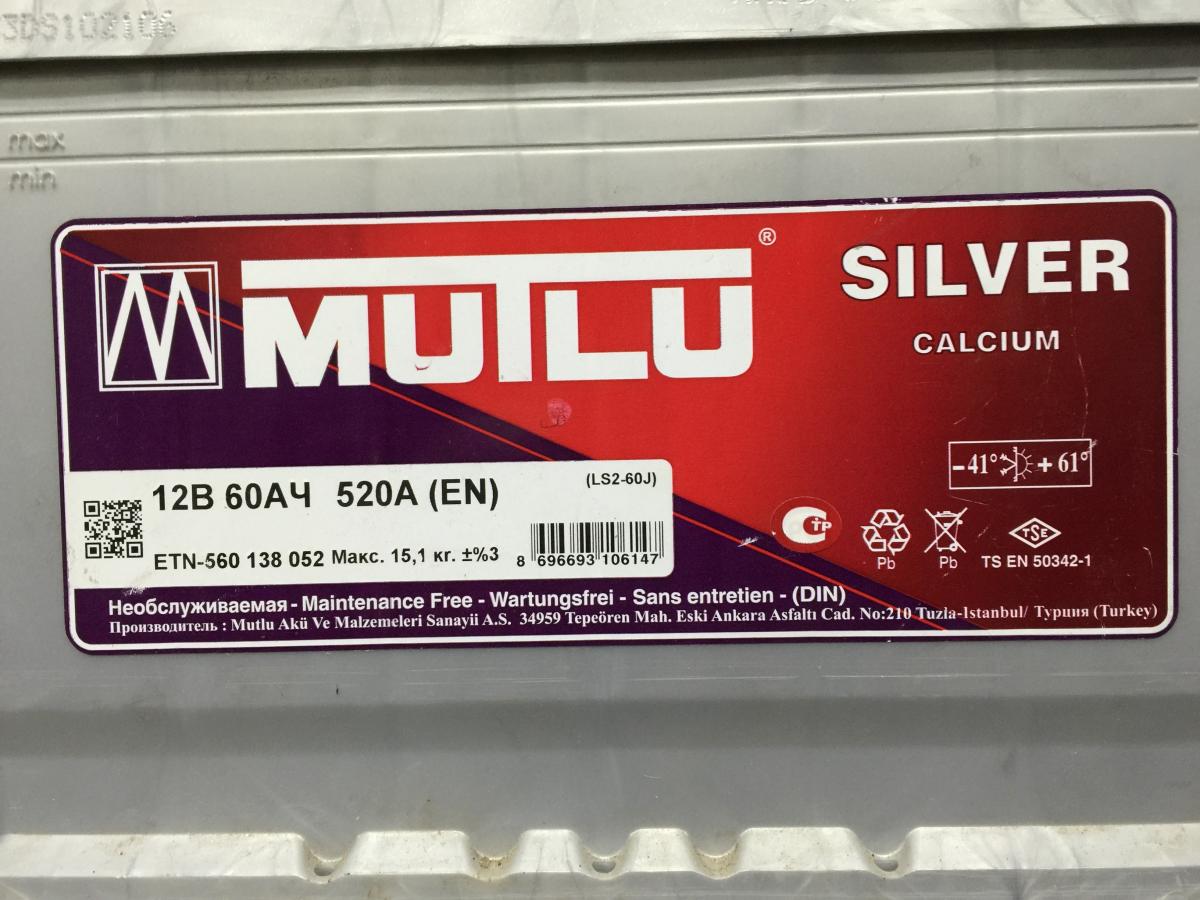 3DS102106
max
min
MUTLU ®
SILVER
CALCIUM
-41° + 61°
12В 60АЧ 520А (EN)
(LS2-60J)
ETN-560 138 052 Макс. 15,1 кг. ±%3
8 696693 106147
СТР
Pb
Pb
TSE
TS EN 50342-1
Необслуживаемая - Maintenance Free - Wartungsfrei - Sans entretien - (DIN)
Производитель : Mutlu Akü Ve Malzemeleri Sanayii A.S. 34959 Tepeören Mah. Eski Ankara Asfaltı Cad. No:210 Tuzla-Istanbul/ Турция (Turkey)